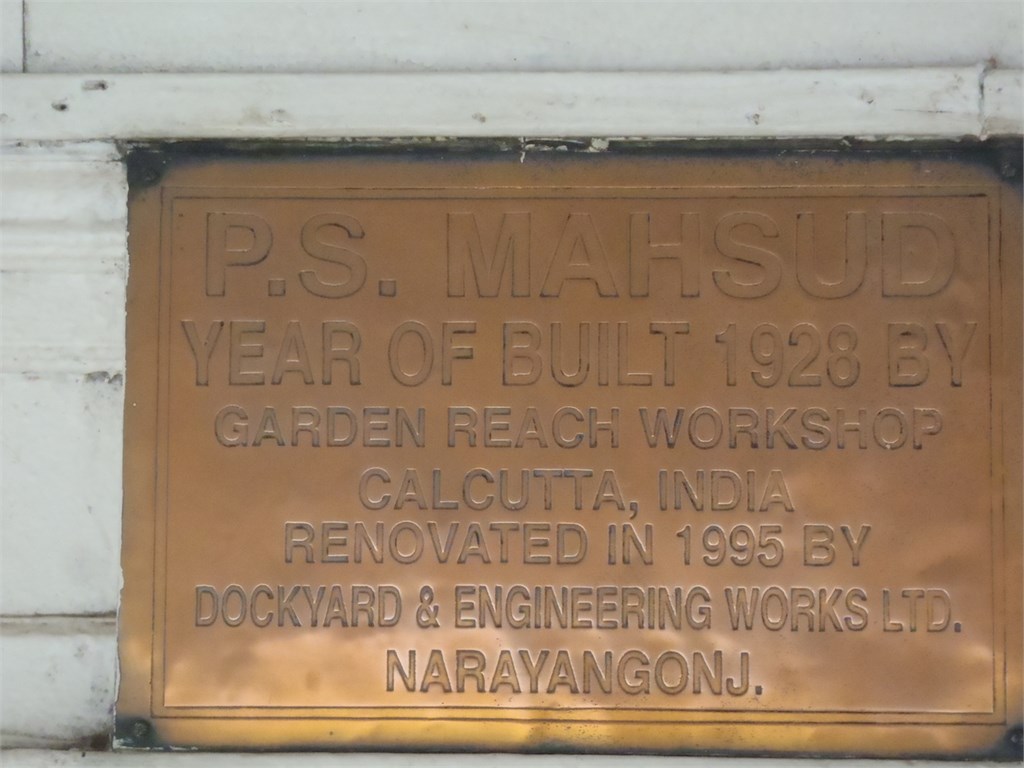 P.S. MAHSUD
YEAR OF BUILT 1928 BY
GARDEN REACH WORKSHOP
CALCUTTA, INDIA
RENOVATED IN 1995 BY
DOCKYARD & ENGINEERING WORKS LTD.
NARAYANGONJ.